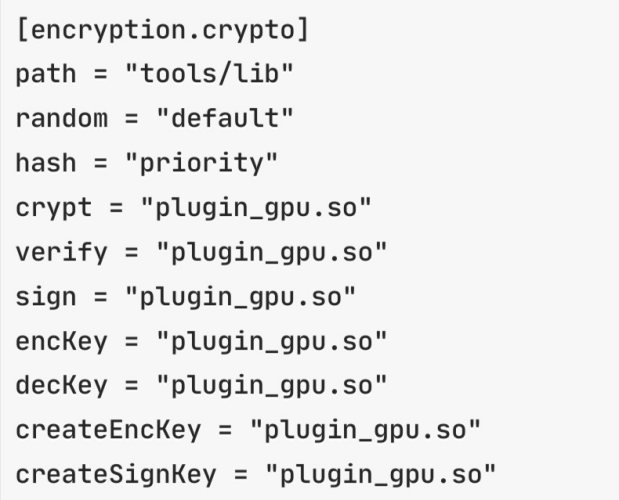 [encryption.crypto]
path = "tools/lib"
random = "default"
hash = "priority"
crypt = "plugin_gpu.so"
verify = "plugin_gpu.so"
sign = "plugin_gpu.so"
encKey = "plugin_gpu.so"
decKey = "plugin_gpu.so"
createEncKey = "plugin_gpu.so"
createSignKey = "plugin_gpu.so"